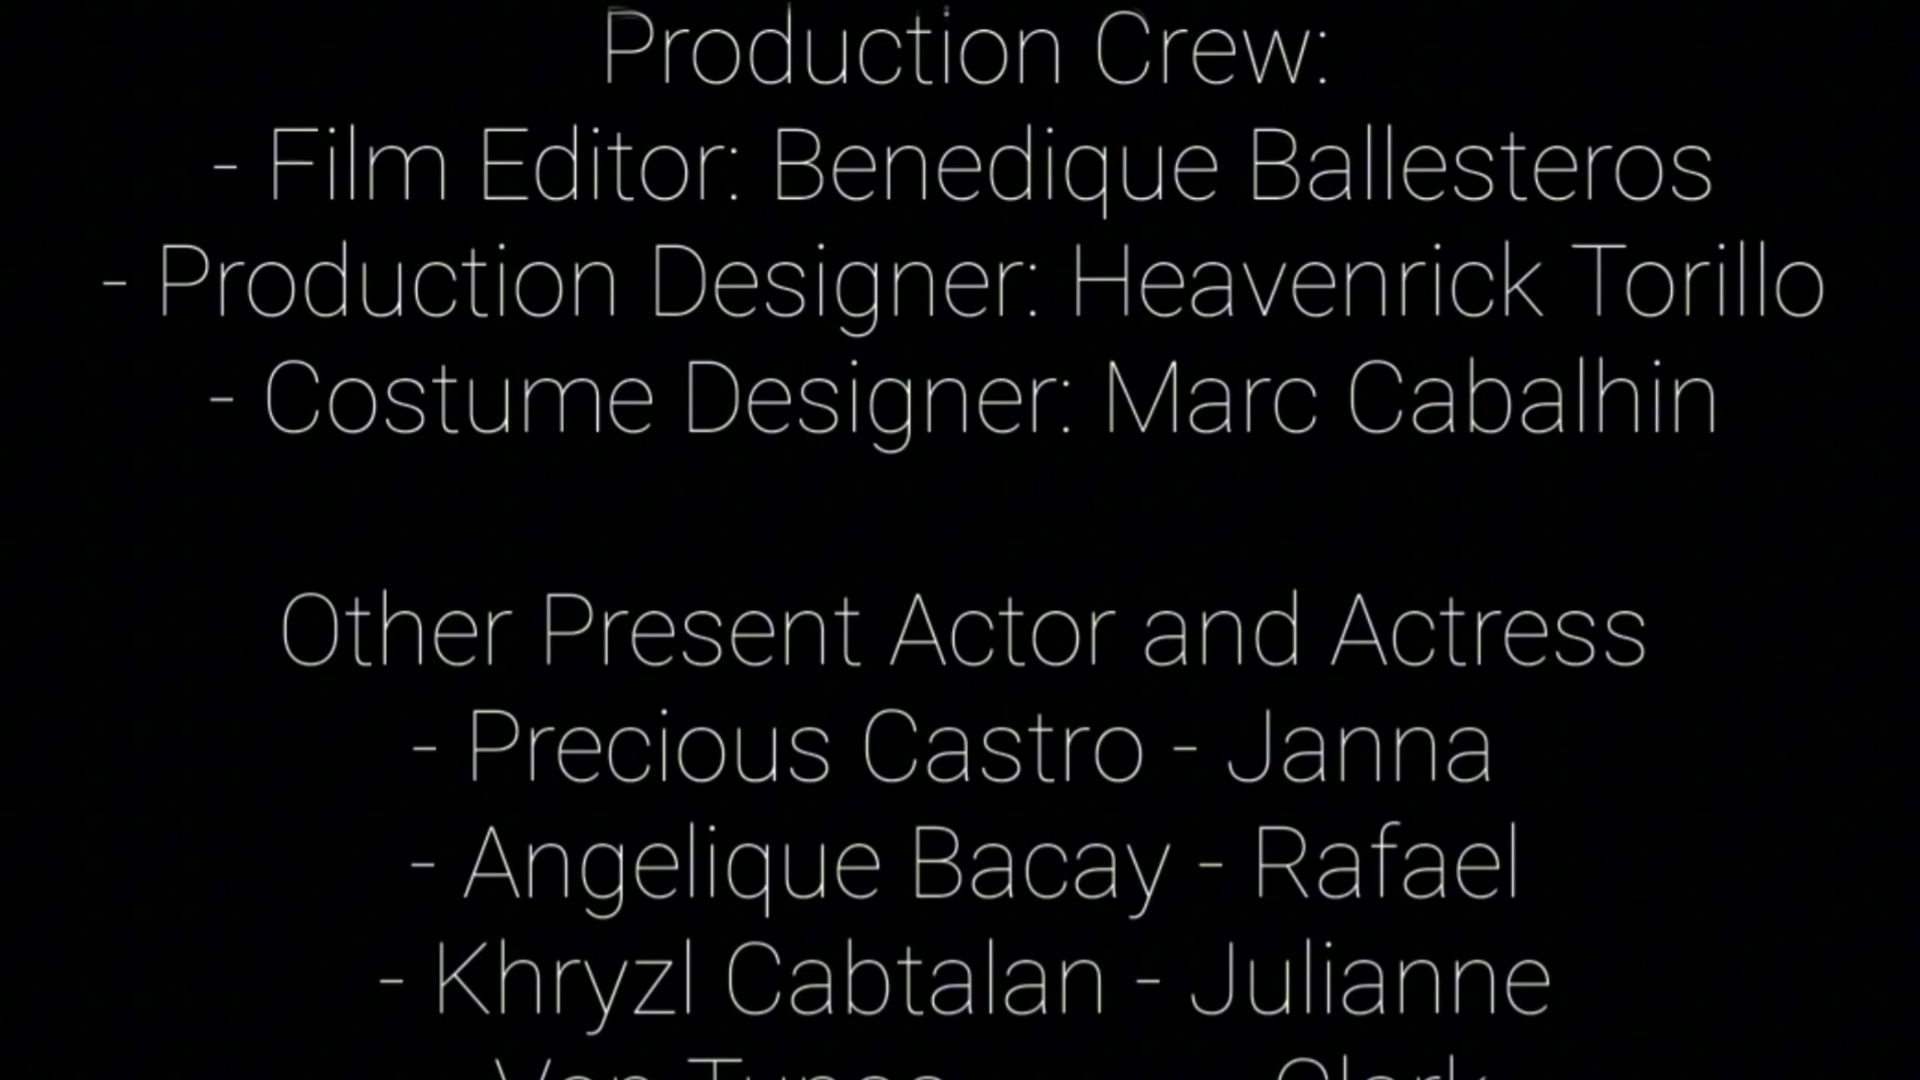 Production Crew:
- Film Editor: Benedique Ballesteros
- Production Designer: Heavenrick Torillo
- Costume Designer: Marc Cabalhin
Other Present Actor and Actress
- Precious Castro - Janna
- Angelique Bacay - Rafael
- Khryzl Cabtalan - Julianne
Clark